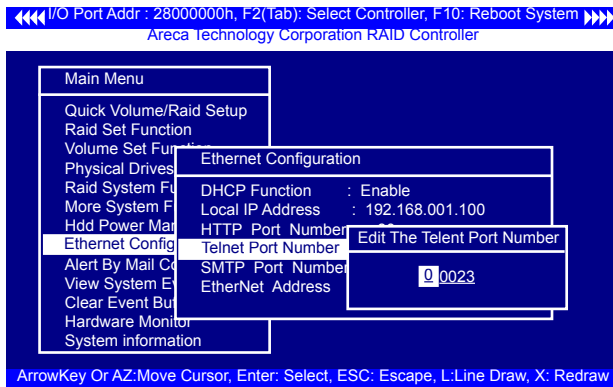 I/O Port Addr : 28000000h, F2(Tab): Select Controller, F10: Reboot System
Areca Technology Corporation RAID Controller
Main Menu
Quick Volume/Raid Setup
Raid Set Function
Volume Set Function
Physical Drives
Raid System Fu
More System F
Hdd Power Mar
Ethernet Config
Alert By Mail Co
View System Ev
Clear Event Buf
Hardware Monitor
System information
Ethernet Configuration
DHCP Function : Enable
Local IP Address : 192.168.001.100
HTTP Port Number
Telnet Port Number
SMTP Port Number
EtherNet Address
Edit The Telent Port Number
0 0023
ArrowKey Or AZ:Move Cursor, Enter: Select, ESC: Escape, L:Line Draw, X: Redraw